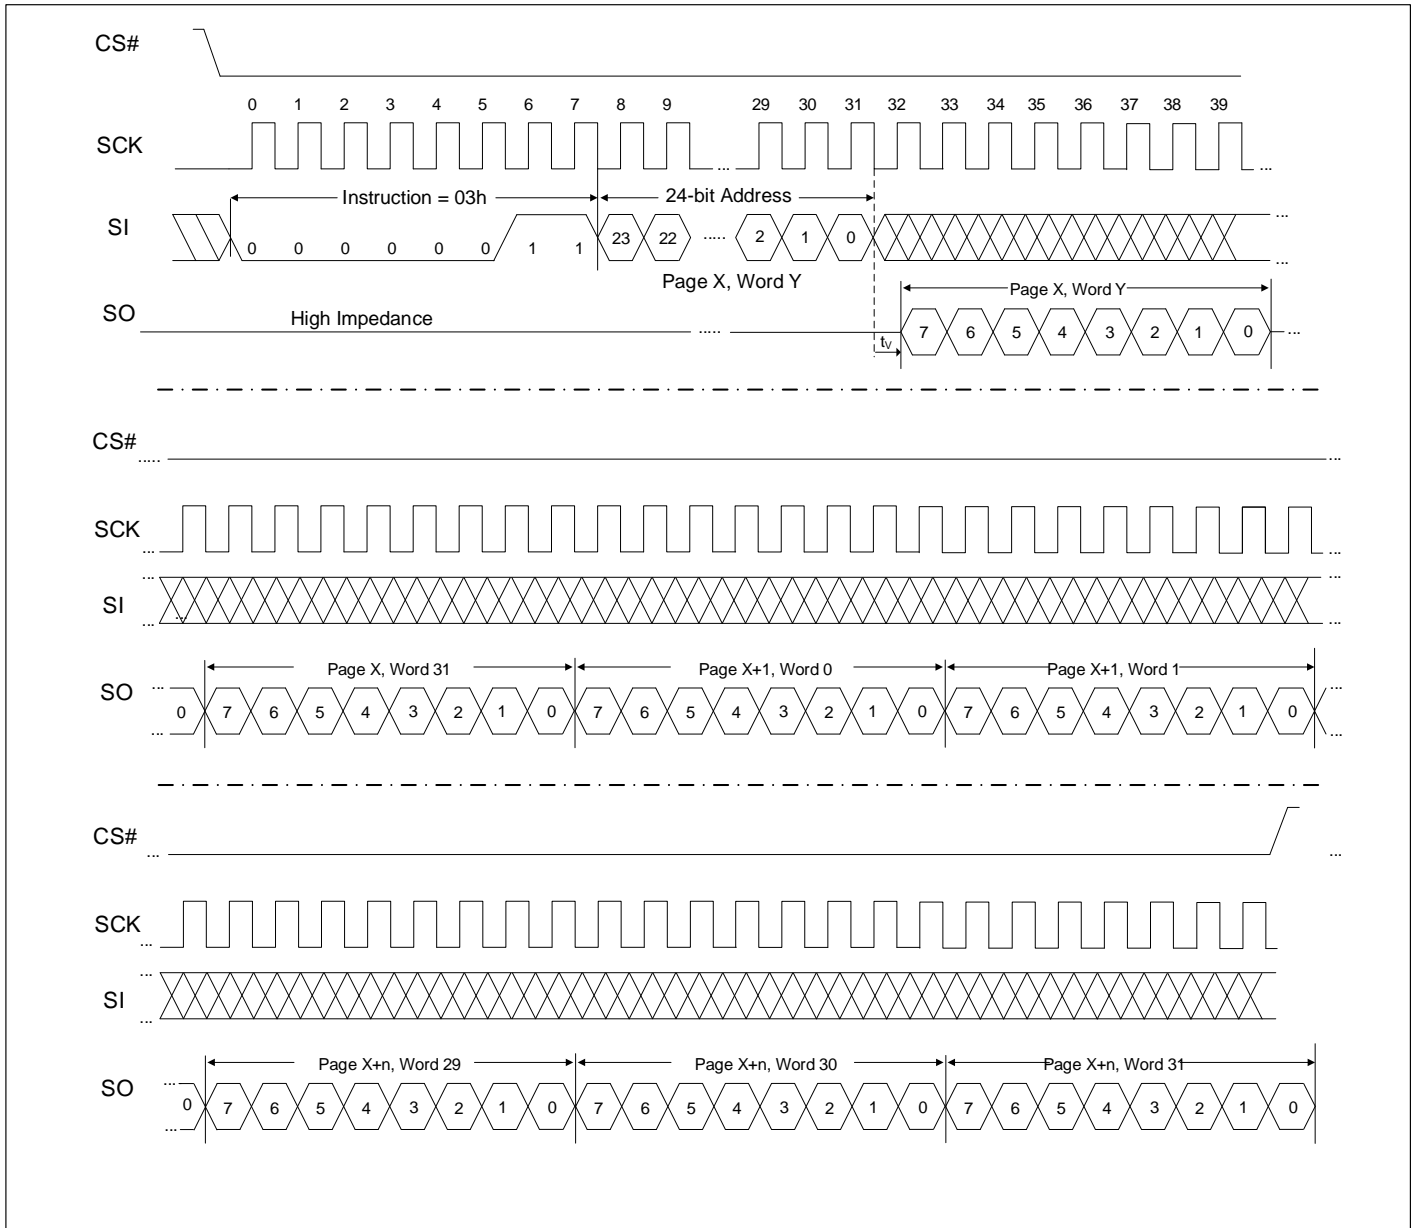 CS#
0 1 2 3 4 5 6 7 8 9 29 30 31 32 33 34 35 36 37 38 39
SCK ... ...
Instruction = 03h 24-bit Address
SI 0 0 0 0 0 0 1 1 23 22 ..... 2 1 0 ... ...
Page X, Word Y
Page X, Word Y
SO High Impedance ..... 7 6 5 4 3 2 1 0 ...
tV
CS# ..... ...
SCK ... ...
SI ... ... ... ... ...
Page X, Word 31 Page X+1, Word 0 Page X+1, Word 1
SO ... ... 0 7 6 5 4 3 2 1 0 7 6 5 4 3 2 1 0 7 6 5 4 3 2 1 0 ... ...
CS# ... ...
SCK ...
SI ... ...
Page X+n, Word 29 Page X+n, Word 30 Page X+n, Word 31
SO ... ... 0 7 6 5 4 3 2 1 0 7 6 5 4 3 2 1 0 7 6 5 4 3 2 1 0